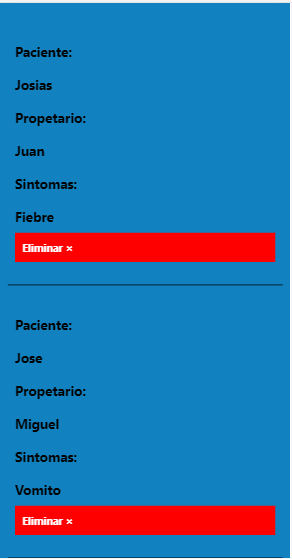 Paciente:
Josias
Propetario:
Juan
Sintomas:
Fiebre
Eliminar ×
Paciente:
Jose
Propetario:
Miguel
Sintomas:
Vomito
Eliminar ×